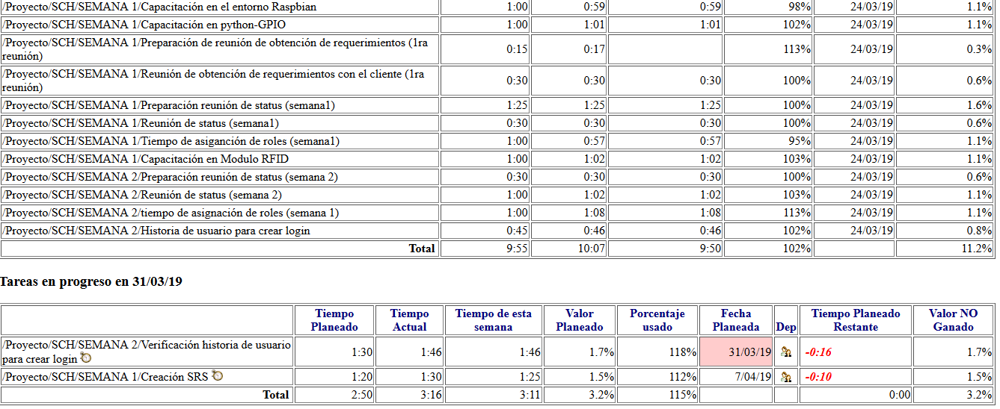 /Proyecto/SCH/SEMANA 1/Capacitación en el entorno Raspbian 1:00 0:59 0:59 98% 24/03/19 1.1%
/Proyecto/SCH/SEMANA 1/Capacitación en python-GPIO 1:00 1:01 1:01 102% 24/03/19 1.1%
/Proyecto/SCH/SEMANA 1/Preparación de reunión de obtención de requerimientos (1ra
reunión) 0:15 0:17 113% 24/03/19 0.3%
/Proyecto/SCH/SEMANA 1/Reunión de obtención de requerimientos con el cliente (1ra
reunión) 0:30 0:30 0:30 100% 24/03/19 0.6%
/Proyecto/SCH/SEMANA 1/Preparación reunión de status (semana1) 1:25 1:25 1:25 100% 24/03/19 1.6%
/Proyecto/SCH/SEMANA 1/Reunión de status (semana1) 0:30 0:30 0:30 100% 24/03/19 0.6%
/Proyecto/SCH/SEMANA 1/Tiempo de asigancción de roles (semana1) 1:00 0:57 0:57 95% 24/03/19 1.1%
/Proyecto/SCH/SEMANA 1/Capacitación en Modulo RFID 1:00 1:02 1:02 103% 24/03/19 1.1%
/Proyecto/SCH/SEMANA 2/Preparación reunión de status (semana 2) 0:30 0:30 0:30 100% 24/03/19 0.6%
/Proyecto/SCH/SEMANA 2/Reunión de status (semana 2) 1:00 1:02 1:02 103% 24/03/19 1.1%
/Proyecto/SCH/SEMANA 2/tiempo de asignación de roles (semana 1) 1:00 1:08 1:08 113% 24/03/19 1.1%
/Proyecto/SCH/SEMANA 2/Historia de usuario para crear login 0:45 0:46 0:46 102% 24/03/19 0.8%
Total 9:55 10:07 9:50 102% 11.2%
Tareas en progreso en 31/03/19
Tiempo Planeado Tiempo Actual Tiempo de esta semana Valor Planeado Porcentaje usado Fecha Planeada Dep Tiempo Planeado Restante Valor NO Ganado
/Proyecto/SCH/SEMANA 2/Verificación historia de usuario
para crear login 1:30 1:46 1:46 1.7% 118% 31/03/19 -0:16 1.7%
/Proyecto/SCH/SEMANA 1/Creación SRS 1:20 1:30 1:25 1.5% 112% 7/04/19 -0:10 1.5%
Total 2:50 3:16 3:11 3.2% 115% 0:00 3.2%